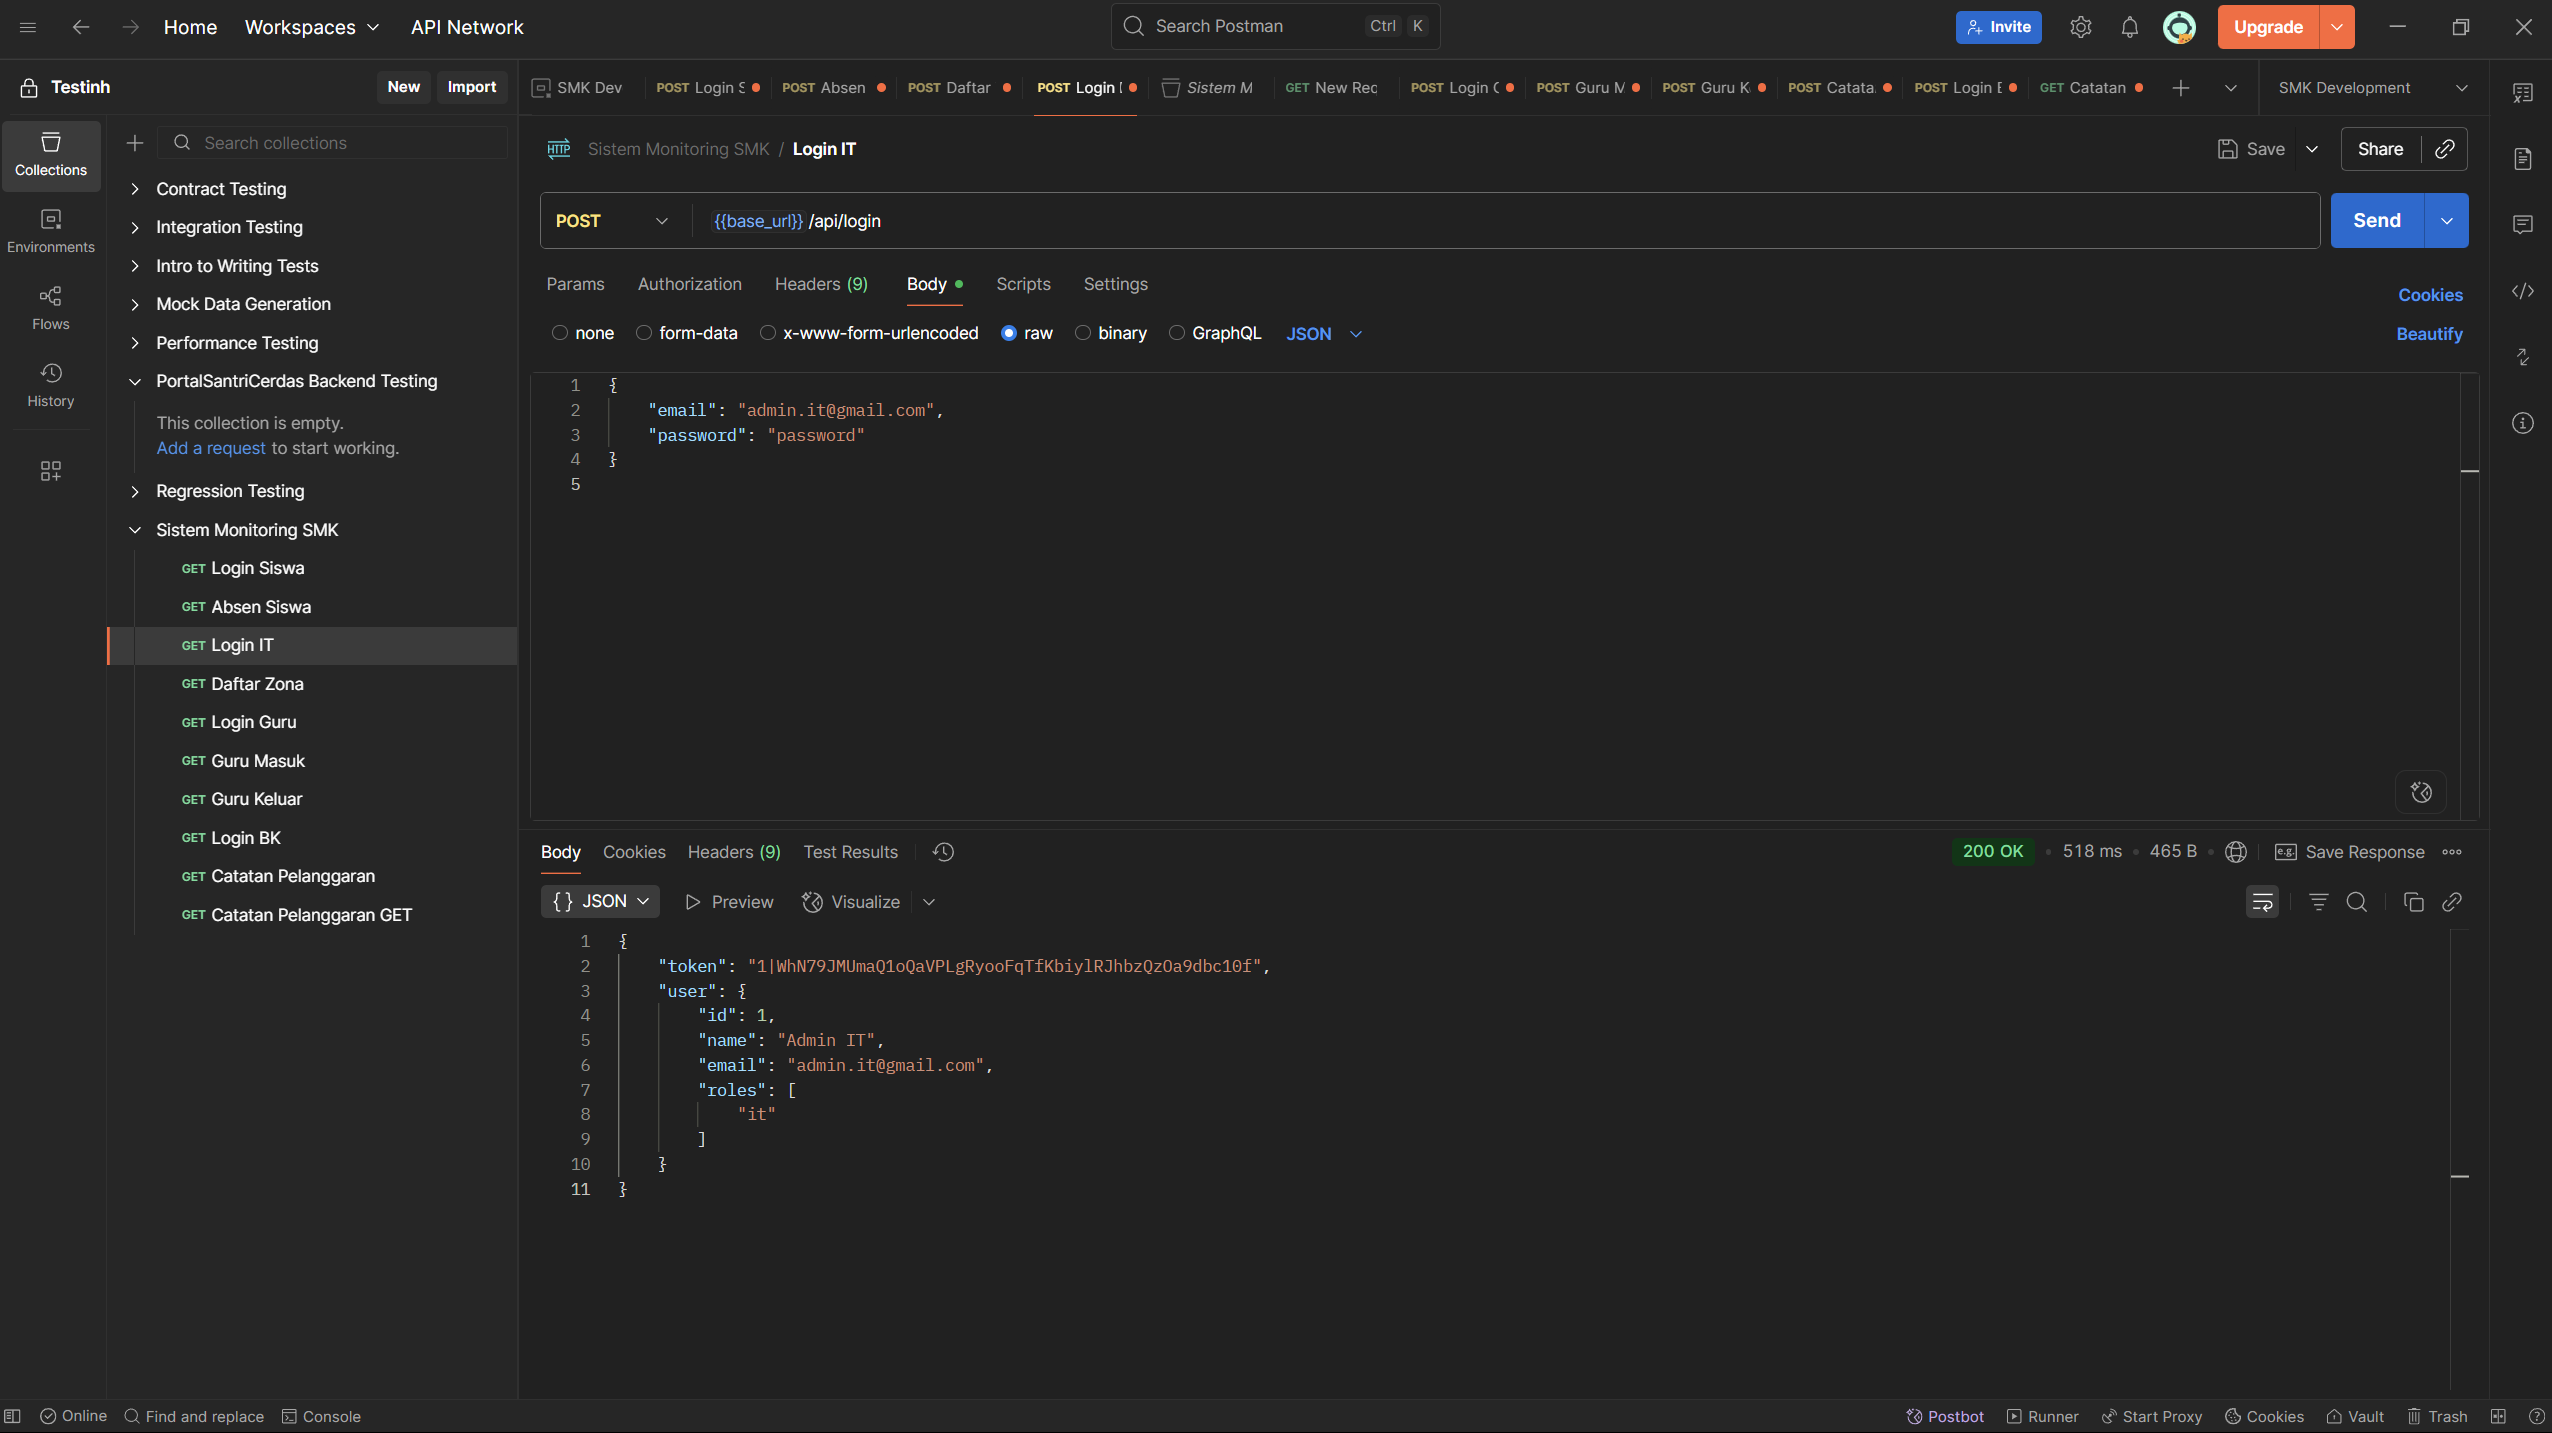 Home Workspaces API Network Search Postman Ctrl K Invite Upgrade
Testinh New Import
SMK Dev POST Login S POST Absen POST Daftar POST Login I Sistem M GET New Rec POST Login G POST Guru M POST Guru K POST Catata POST Login E GET Catatan SMK Development
Collections
Environments
Flows
History
Search collections
Contract Testing
Integration Testing
Intro to Writing Tests
Mock Data Generation
Performance Testing
PortalSantriCerdas Backend Testing
This collection is empty.
Add a request to start working.
Regression Testing
Sistem Monitoring SMK
GET Login Siswa
GET Absen Siswa
GET Login IT
GET Daftar Zona
GET Login Guru
GET Guru Masuk
GET Guru Keluar
GET Login BK
GET Catatan Pelanggaran
GET Catatan Pelanggaran GET
HTTP Sistem Monitoring SMK / Login IT Save Share
POST {{base_url}} /api/login Send
Params Authorization Headers (9) Body Scripts Settings Cookies
none form-data x-www-form-urlencoded raw binary GraphQL JSON Beautify
1 {
2 "email": "admin.it@gmail.com",
3 "password": "password"
4 }
5
Body Cookies Headers (9) Test Results 200 OK 518 ms 465 B e.g. Save Response
{} JSON Preview Visualize
1 {
2 "token": "1|WhN79JMUmaQ1oQaVPLgRyooFqTfKbiylRJhbzQzOa9dbc10f",
3 "user": {
4 "id": 1,
5 "name": "Admin IT",
6 "email": "admin.it@gmail.com",
7 "roles": [
8 "it"
9 ]
10 }
11 }
Online Find and replace Console Postbot Runner Start Proxy Cookies Vault Trash